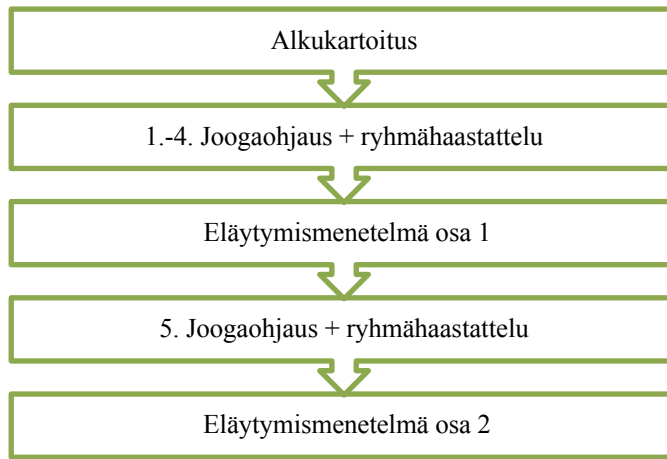 Alkukartoitus
1.-4. Joogaohjaus + ryhmähaastattelu
Eläytymismenetelmä osa 1
5. Joogaohjaus + ryhmähaastattelu
Eläytymismenetelmä osa 2